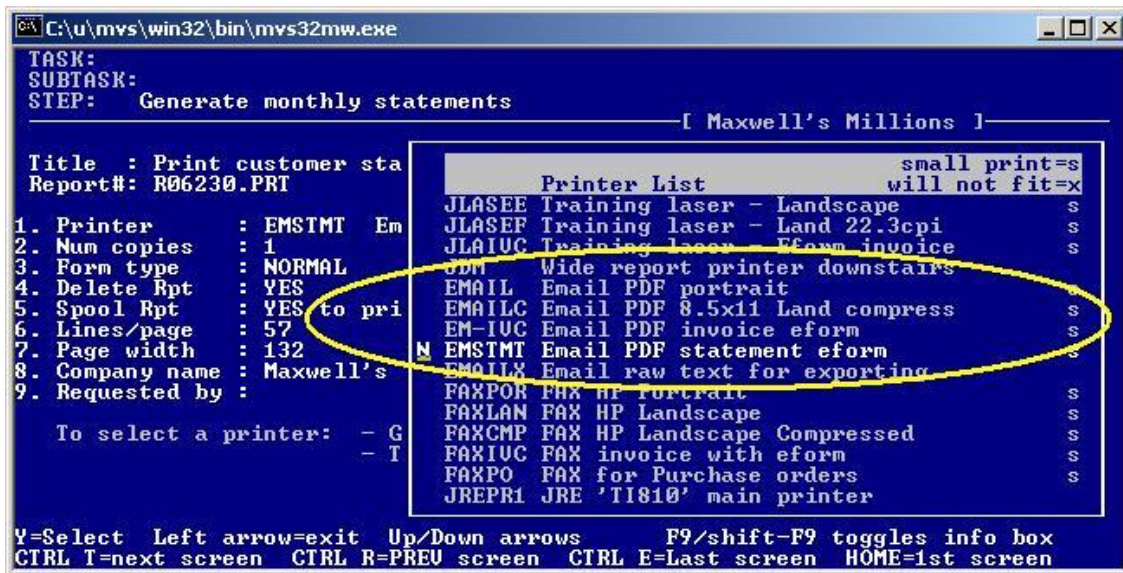 C:\u\mvs\win32\bin\mvs32mw.exe
TASK:
SUBTASK:
STEP: Generate monthly statements
[ Maxwell's Millions ]
Title : Print customer sta
Report#: R06230.PRT
1. Printer : EMSTMT Em
2. Num copies : 1
3. Form type : NORMAL
4. Delete Rpt : YES
5. Spool Rpt : YES to pri
6. Lines/page : 57
7. Page width : 132
8. Company name : Maxwell's
9. Requested by :
To select a printer: - G
- T
small print=s
Printer List will not fit=x
JLASEE Training laser - Landscape s
JLASEF Training laser - Land 22.3cpi s
JLAIVC Training laser - Eform invoice s
JDM Wide report printer downstairs
EMAIL Email PDF portrait s
EMAILC Email PDF 8.5x11 Land compress s
EM-IVC Email PDF invoice eform s
N EMSTMT Email PDF statement eform s
EMAILX Email raw text for exporting
FAXPOR FAX HP Portrait s
FAXLAN FAX HP Landscape s
FAXCMP FAX HP Landscape Compressed s
FAXIVC FAX invoice with eform s
FAXPO FAX for Purchase orders s
JREPR1 JRE 'TI810' main printer
Y=Select Left arrow=exit Up/Down arrows F9/shift-F9 toggles info box
CTRL T=next screen CTRL R=PREV screen CTRL E=Last screen HOME=1st screen